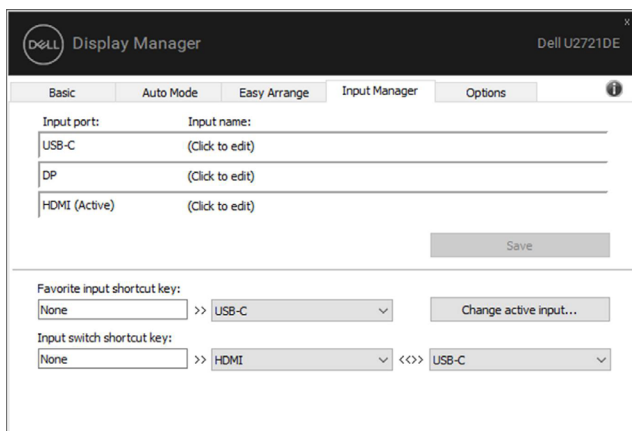 x
DELL Display Manager Dell U2721DE
Basic Auto Mode Easy Arrange Input Manager Options i
Input port: Input name:
USB-C (Click to edit)
DP (Click to edit)
HDMI (Active) (Click to edit)
Save
Favorite input shortcut key:
None >> USB-C Change active input...
Input switch shortcut key:
None >> HDMI <<>> USB-C